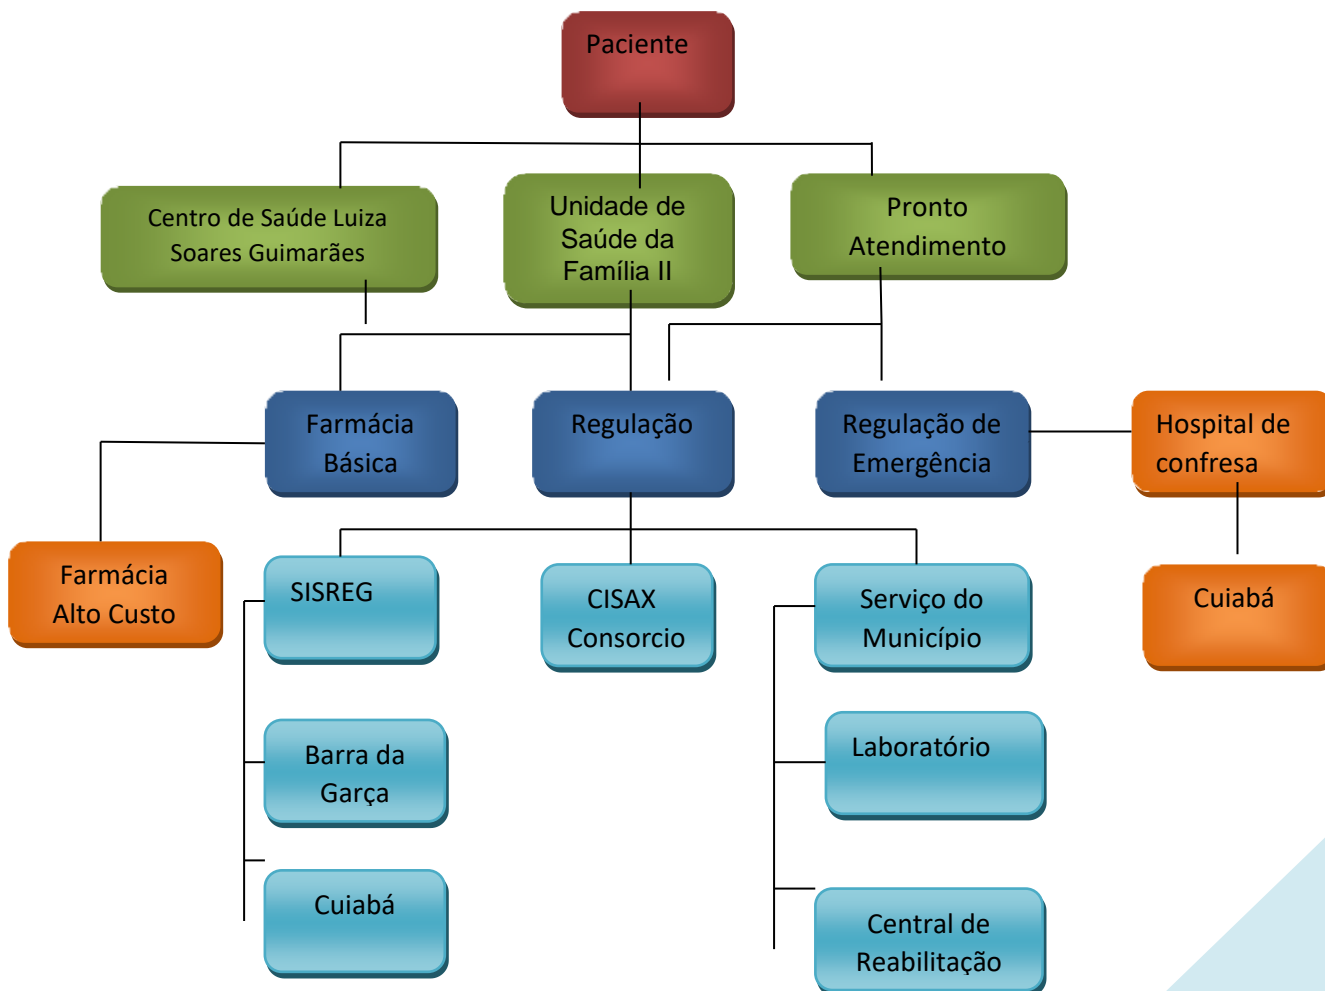 Paciente
Centro de Saúde Luiza
Soares Guimarães
Unidade de
Saúde da
Família II
Pronto
Atendimento
Farmácia
Básica
Regulação
Regulação de
Emergência
Hospital de
confresa
Farmácia
Alto Custo
SISREG
CISAX
Consorcio
Serviço do
Município
Cuiabá
Barra da
Garça
Laboratório
Cuiabá
Central de
Reabilitação